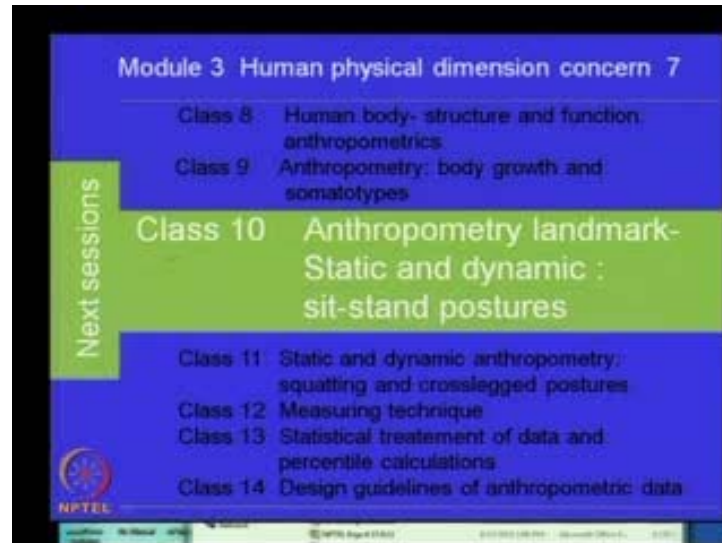 Module 3 Human physical dimension concern 7
Class 8 Human body- structure and function,
anthropometrics
Class 9 Anthropometry: body growth and
somatotypes
Next sessions
Class 10 Anthropometry landmark-
Static and dynamic :
sit-stand postures
Class 11 Static and dynamic anthropometry:
squatting and crosslegged postures
Class 12 Measuring technique
Class 13 Statistical treatement of data and
percentile calculations
Class 14 Design guidelines of anthropometric data
NPTEL